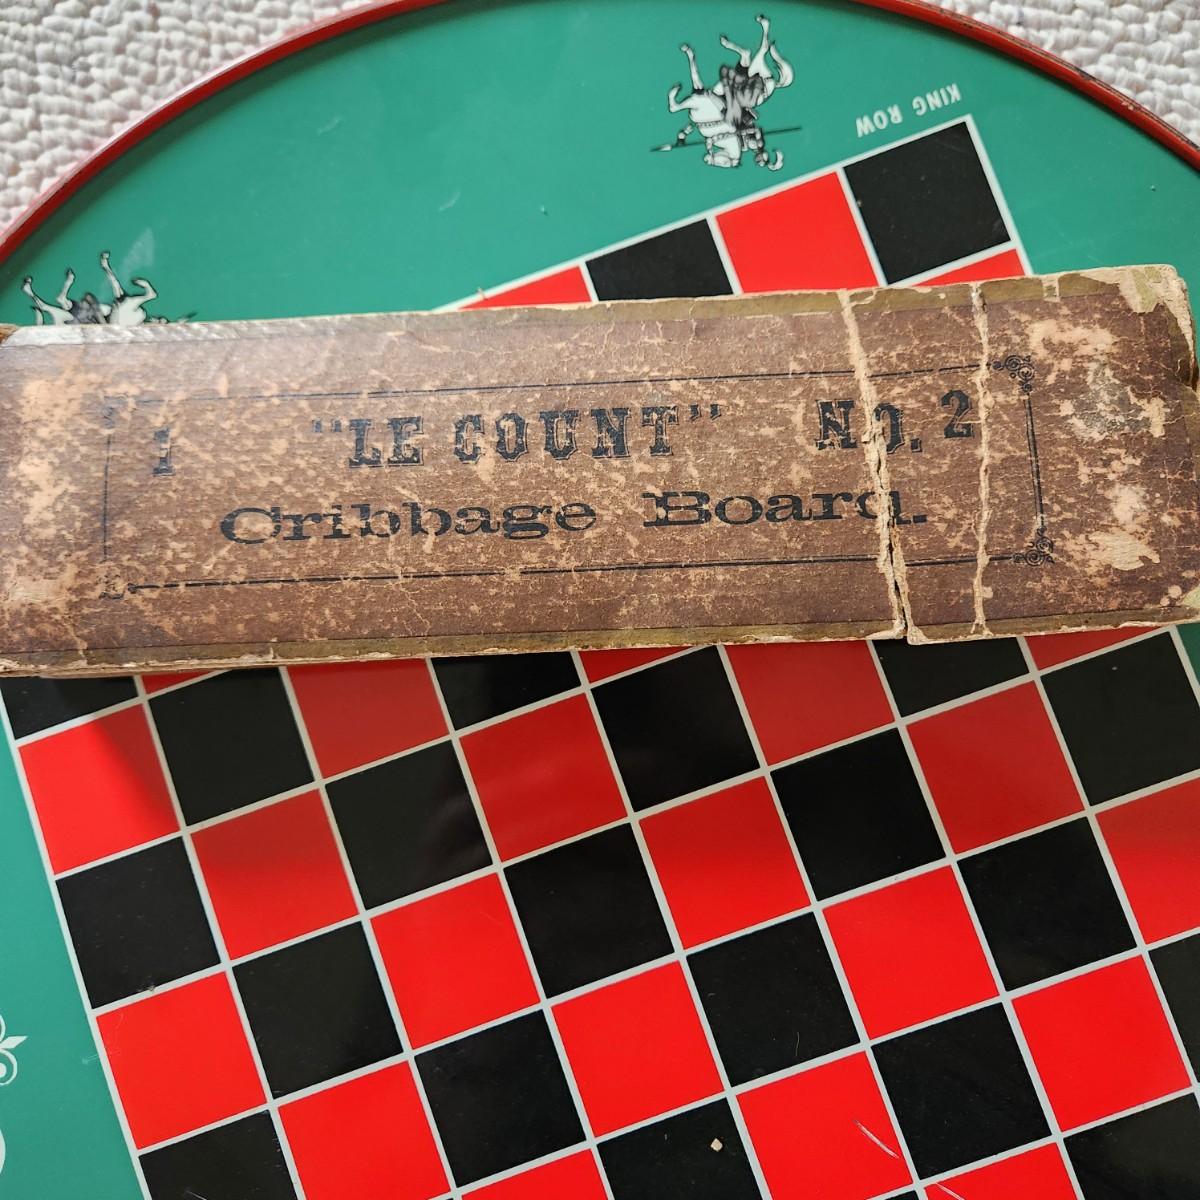 KING ROW
1 "LE COUNT" NO. 2
Cribbage Board.